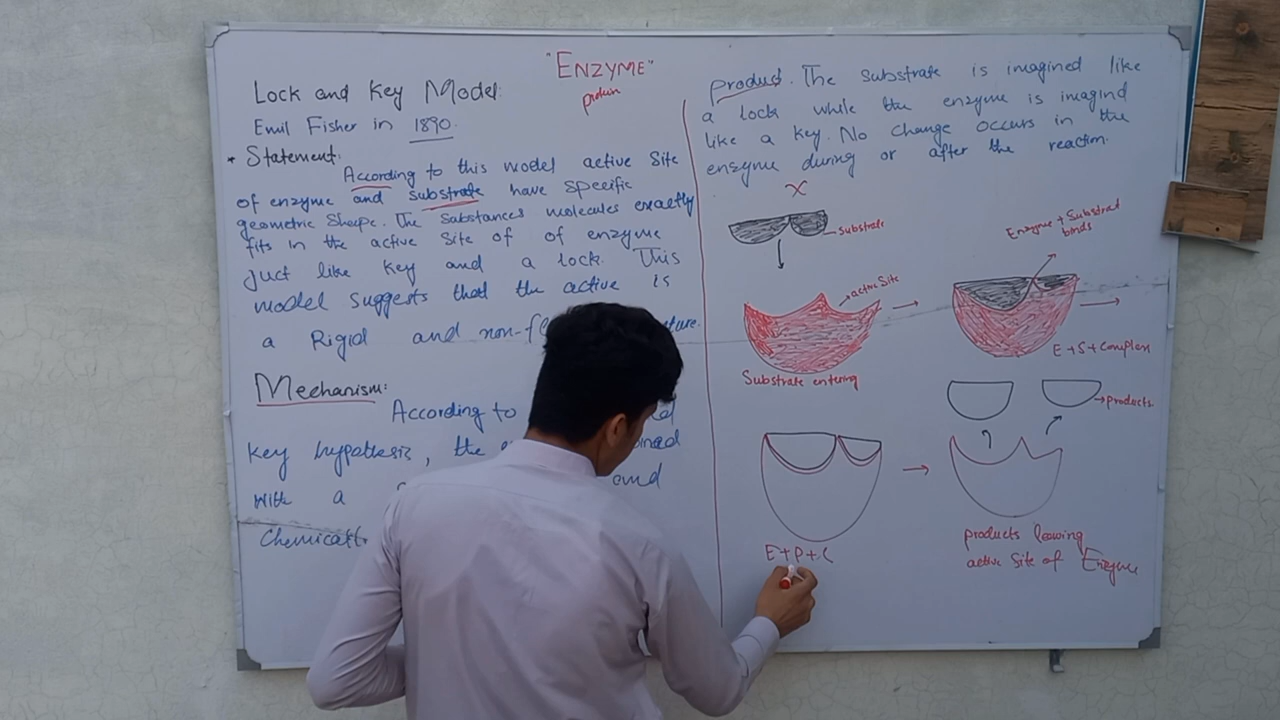 "ENZYME"
protein
Lock and Key Model:
Emil Fisher in 1890.
* Statement:
According to this model active Site
of enzyme and substrate have specific
geometric Shepe. The Substances molecules exactly
fits in the active Site of of enzyme
Just like Key and a lock. This
model Suggests that the active is
a Rigid and non-
Mechanism:
According to
Key hypothesis, the
with a and
product. The substrate is imagined like
a lock while the enzyme is imagind
like a Key. No change occurs in the
enzyme during or after the reaction.
Substrate
active Site
Substrate entering
Enzyme + Substrad
binds
E + S + Complex
products
E+P+C
products leaving
active Site of Enzyme